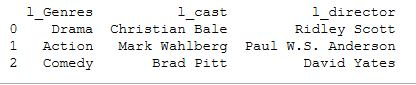 l_Genres l_cast l_director
0 Drama Christian Bale Ridley Scott
1 Action Mark Wahlberg Paul W.S. Anderson
2 Comedy Brad Pitt David Yates